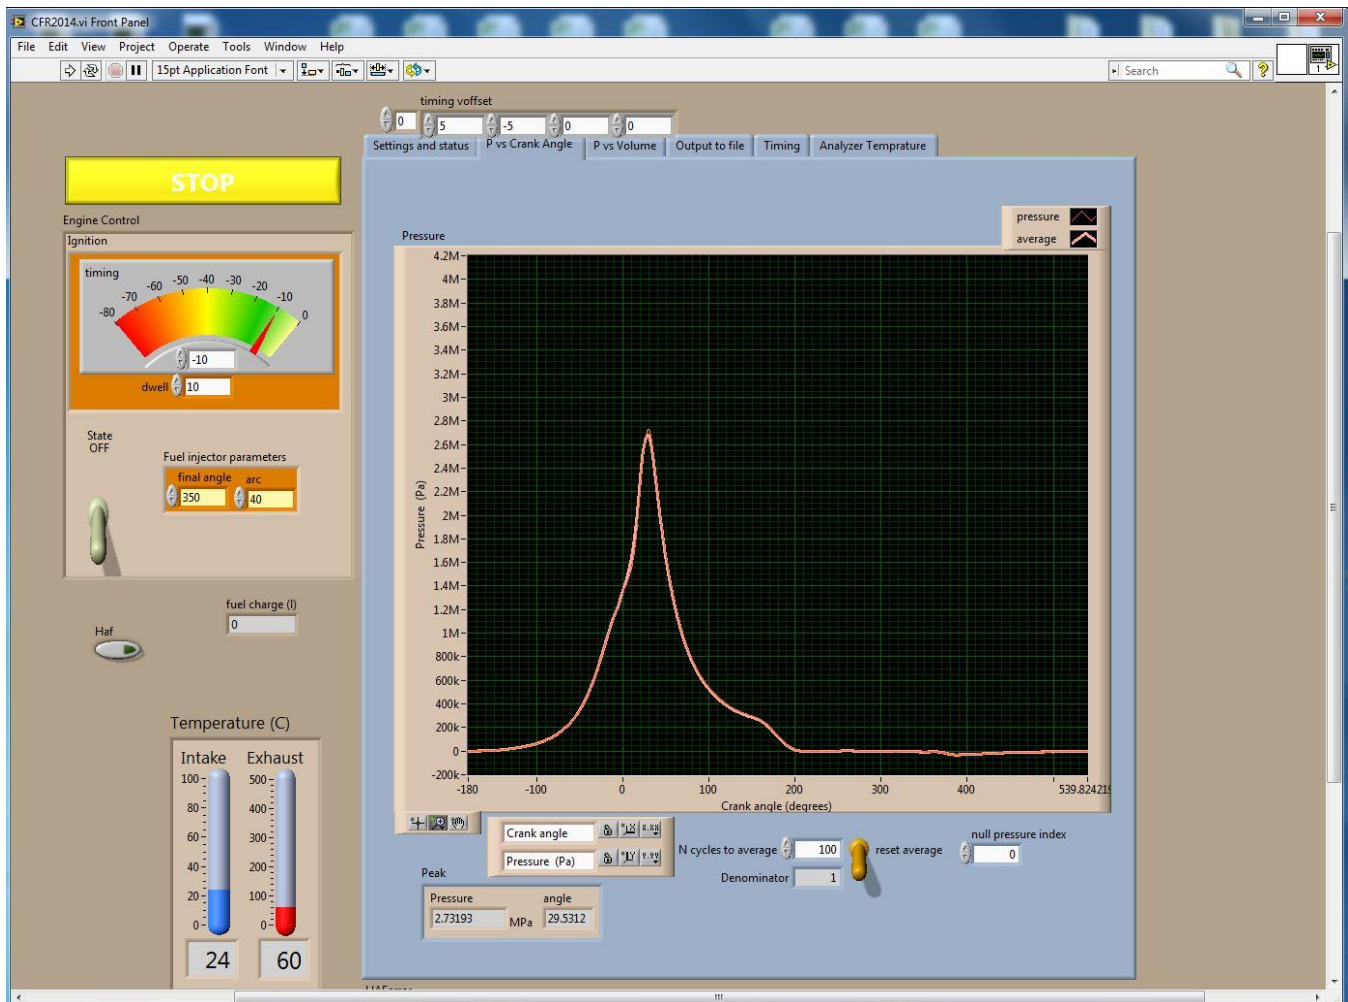 CFR2014.vi Front Panel
File Edit View Project Operate Tools Window Help
15pt Application Font
Search
1
timing voffset
0 5 -5 0 0
Settings and status P vs Crank Angle P vs Volume Output to file Timing Analyzer Temprature
STOP
Engine Control
Ignition
timing
-80 -70 -60 -50 -40 -30 -20 -10 0
-10
dwell 10
State
OFF
Fuel injector parameters
final angle arc
350 40
fuel charge (l)
0
Haf
Temperature (C)
Intake Exhaust
100 500
80 400
60 300
40 200
20 100
0 0
24 60
pressure
average
Pressure
4.2M
4M
3.8M
3.6M
3.4M
3.2M
3M
2.8M
2.6M
2.4M
2.2M
2M
1.8M
1.6M
1.4M
1.2M
1M
800k
600k
400k
200k
0
-200k
Pressure (Pa)
-180 -100 0 100 200 300 400 539.824219
Crank angle (degrees)
Crank angle
Pressure (Pa)
N cycles to average 100 reset average
Denominator 1
null pressure index
0
Peak
Pressure angle
2.73193 MPa 29.5312